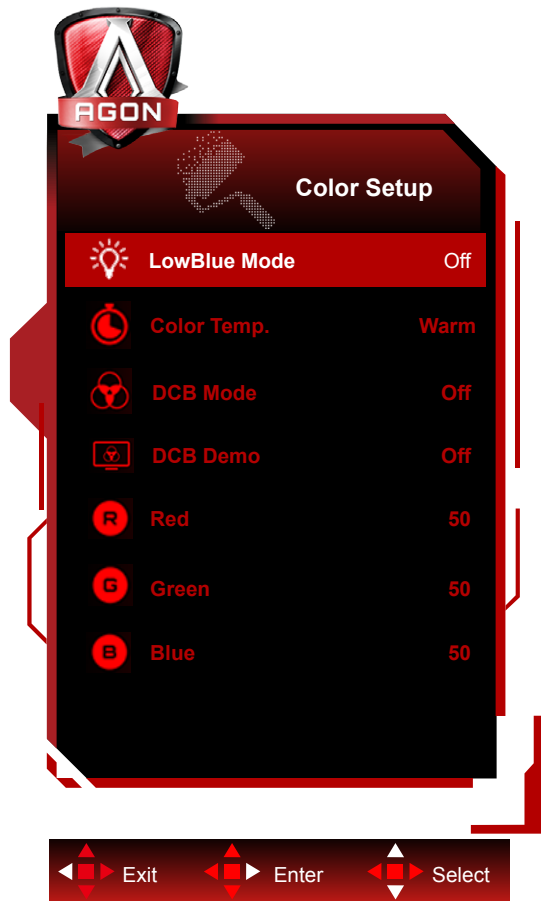 AGON
Color Setup
LowBlue Mode Off
Color Temp. Warm
DCB Mode Off
DCB Demo Off
R Red 50
G Green 50
B Blue 50
Exit Enter Select